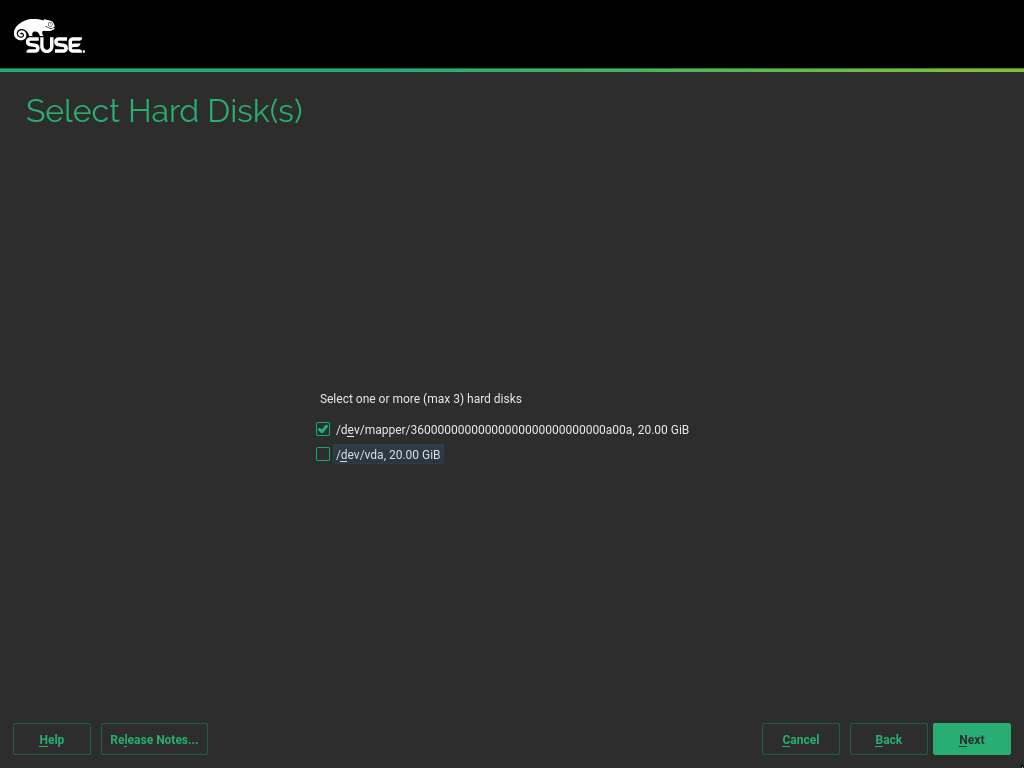 SUSE.
Select Hard Disk(s)
Select one or more (max 3) hard disks
/dev/mapper/36000000000000000000000000000a00a, 20.00 GiB
/dev/vda, 20.00 GiB
Help
Release Notes...
Cancel
Back
Next